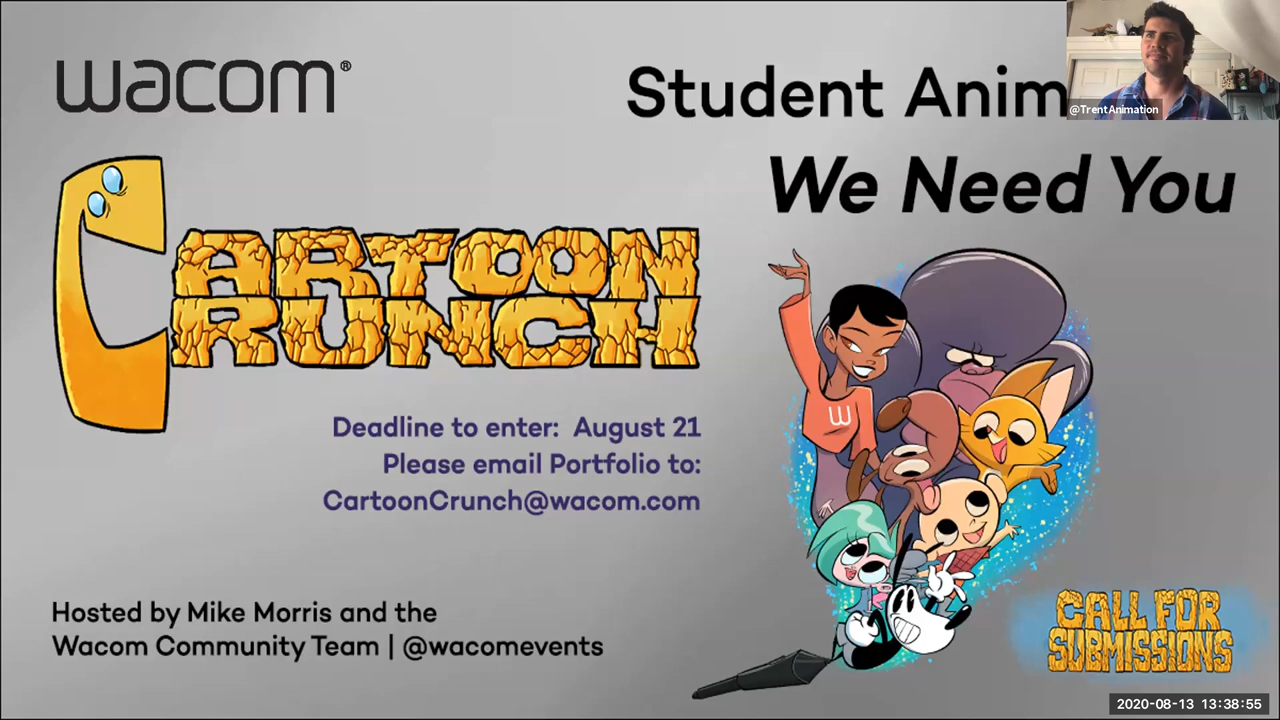 wacom®
Student Anim
@TrentAnimation
We Need You
CARTOON
CRUNCH
Deadline to enter: August 21
Please email Portfolio to:
CartoonCrunch@wacom.com
W
Hosted by Mike Morris and the
Wacom Community Team | @wacomevents
CALL FOR
SUBMISSIONS
2020-08-13 13:38:55